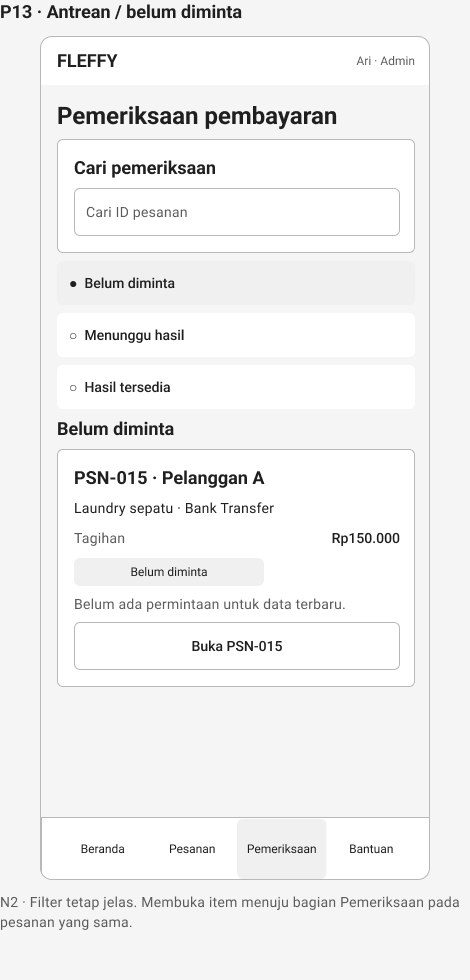 P13 · Antrean / belum diminta
FLEFFY
Ari · Admin
Pemeriksaan pembayaran
Cari pemeriksaan
Cari ID pesanan
● Belum diminta
○ Menunggu hasil
○ Hasil tersedia
Belum diminta
PSN-015 · Pelanggan A
Laundry sepatu · Bank Transfer
Tagihan Rp150.000
Belum diminta
Belum ada permintaan untuk data terbaru.
Buka PSN-015
Beranda Pesanan Pemeriksaan Bantuan
N2 · Filter tetap jelas. Membuka item menuju bagian Pemeriksaan pada
pesanan yang sama.